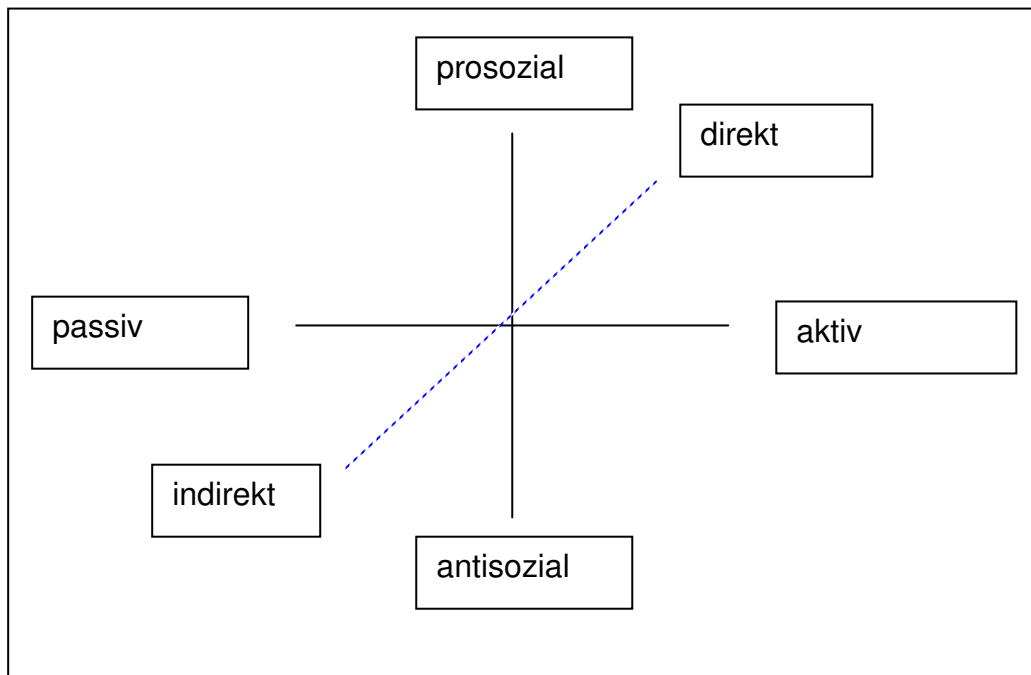 prosozial
direkt
passiv
aktiv
indirekt
antisozial